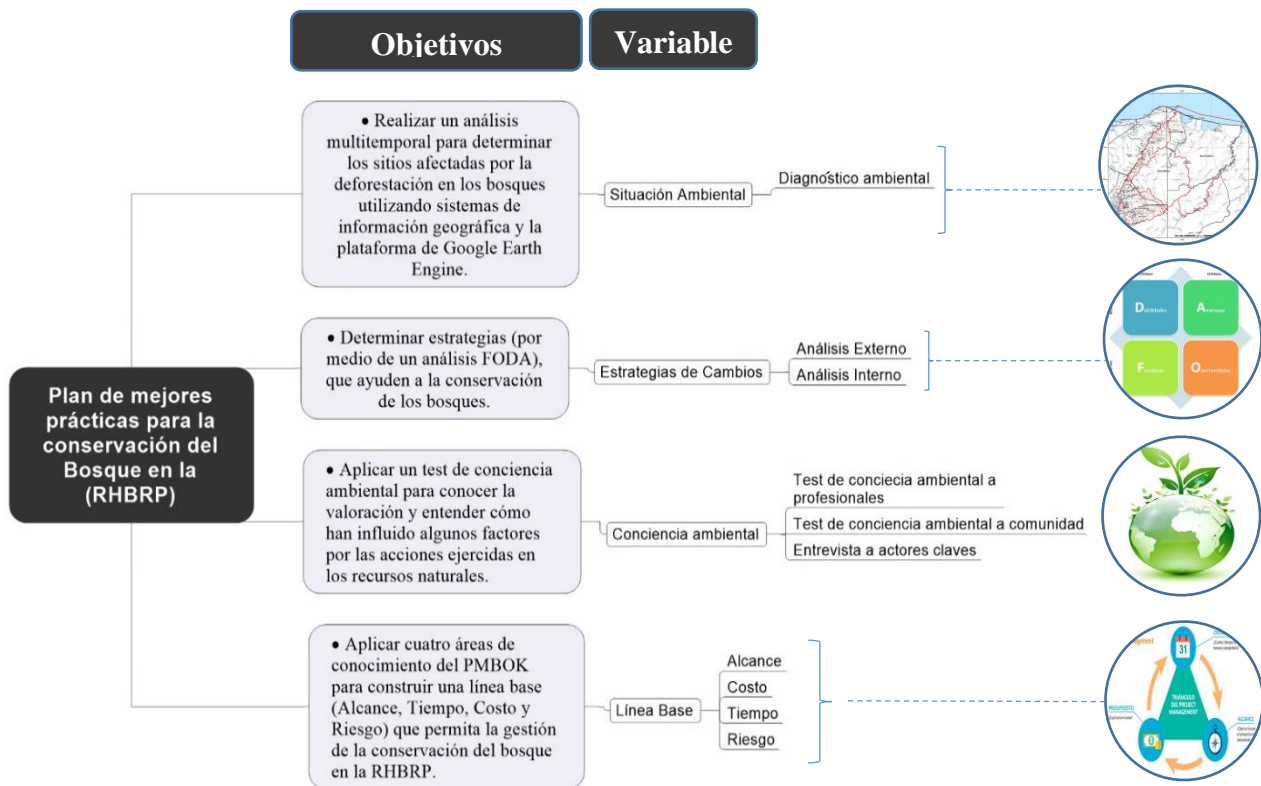 Objetivos
Variable
• Realizar un análisis
multitemporal para determinar
los sitios afectadas por la
deforestación en los bosques
utilizando sistemas de
información geográfica y la
plataforma de Google Earth
Engine.
Situación Ambiental
Diagnóstico ambiental
Plan de mejores
prácticas para la
conservación del
Bosque en la
(RHBRP)
• Determinar estrategias (por
medio de un análisis FODA),
que ayuden a la conservación
de los bosques.
Estrategias de Cambios
Análisis Externo
Análisis Interno
Debilidades
Amenazas
Fortalezas
Oportunidades
• Aplicar un test de conciencia
ambiental para conocer la
valoración y entender cómo
han influido algunos factores
por las acciones ejercidas en
los recursos naturales.
Conciencia ambiental
Test de conciecia ambiental a
profesionales
Test de conciencia ambiental a comunidad
Entrevista a actores claves
• Aplicar cuatro áreas de
conocimiento del PMBOK
para construir una línea base
(Alcance, Tiempo, Costo y
Riesgo) que permita la gestión
de la conservación del bosque
en la RHBRP.
Línea Base
Alcance
Costo
Tiempo
Riesgo
31
TRIÁNGULO
DEL PROJECT
MANAGEMENT
PRESUPUESTO
ALCANCE